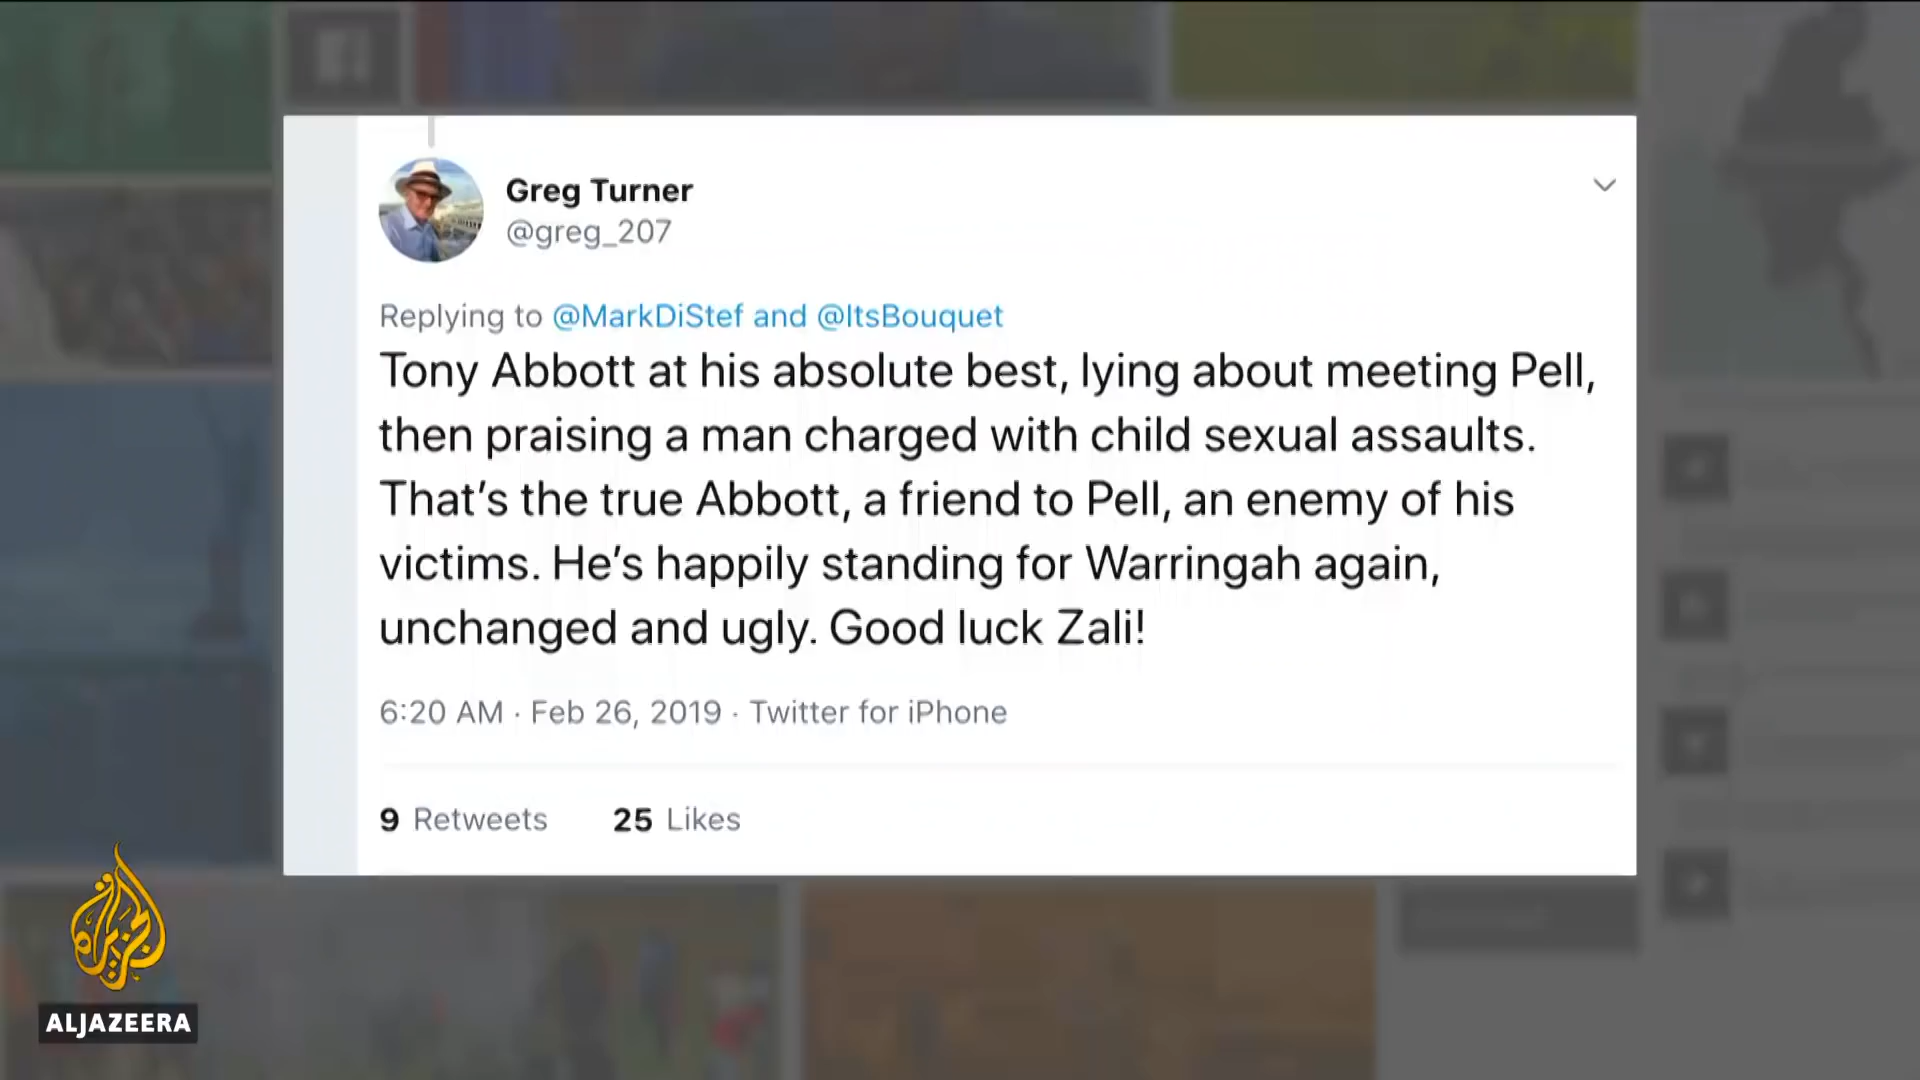 Greg Turner
@greg_207
Replying to @MarkDiStef and @ItsBouquet
Tony Abbott at his absolute best, lying about meeting Pell,
then praising a man charged with child sexual assaults.
That's the true Abbott, a friend to Pell, an enemy of his
victims. He's happily standing for Warringah again,
unchanged and ugly. Good luck Zali!
6:20 AM · Feb 26, 2019 · Twitter for iPhone
9 Retweets 25 Likes
الجزيرة
ALJAZEERA